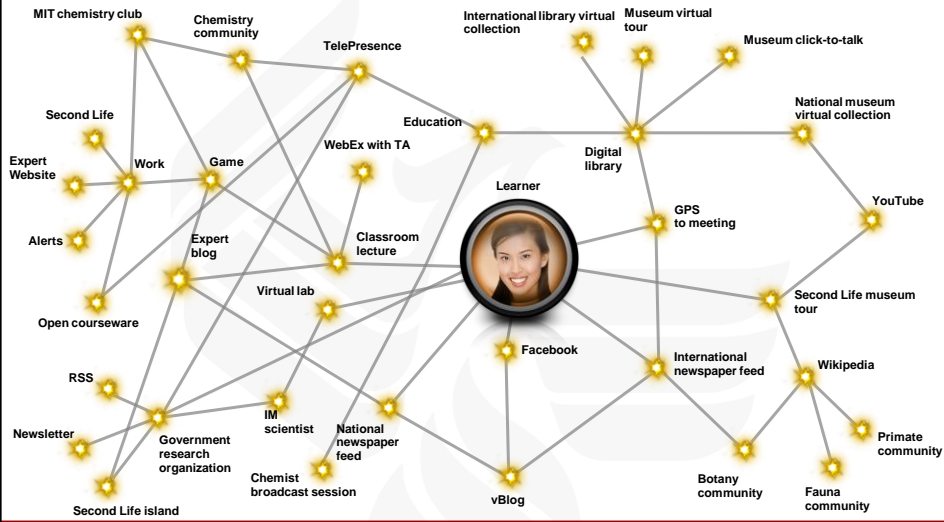 MIT chemistry club
Chemistry
community
TelePresence
International library virtual
collection
Museum virtual
tour
Museum click-to-talk
National museum
virtual collection
Second Life
Expert
Website
Work
Game
WebEx with TA
Education
Digital
library
Learner
GPS
to meeting
YouTube
Alerts
Expert
blog
Classroom
lecture
Virtual lab
Open courseware
Second Life museum
tour
Facebook
International
newspaper feed
Wikipedia
RSS
Newsletter
Government
research
organization
IM
scientist
National
newspaper
feed
Chemist
broadcast session
Second Life island
vBlog
Botany
community
Fauna
community
Primate
community